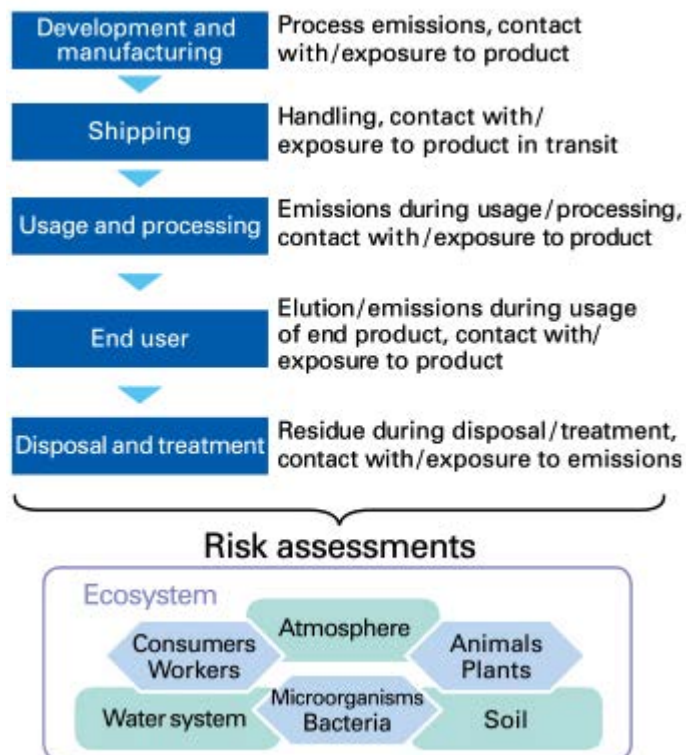 Development and
manufacturing
Process emissions, contact
with/exposure to product
Shipping
Handling, contact with/
exposure to product in transit
Usage and processing
Emissions during usage/processing,
contact with/exposure to product
End user
Elution/emissions during usage
of end product, contact with/
exposure to product
Disposal and treatment
Residue during disposal/treatment,
contact with/exposure to emissions
Risk assessments
Ecosystem
Atmosphere
Consumers
Workers
Animals
Plants
Water system
Microorganisms
Bacteria
Soil